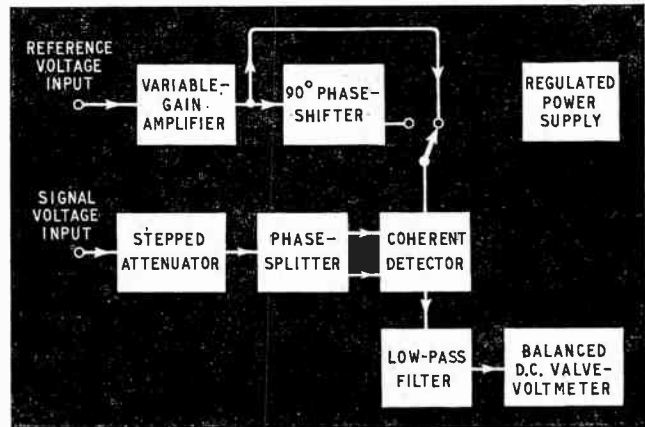 REFERENCE
VOLTAGE
INPUT
VARIABLE-
GAIN
AMPLIFIER
90° PHASE-
SHIFTER
REGULATED
POWER
SUPPLY
SIGNAL
VOLTAGE
INPUT
STEPPED
ATTENUATOR
PHASE-
SPLITTER
COHERENT
DETECTOR
LOW-PASS
FILTER
BALANCED
D.C. VALVE-
VOLTMETER